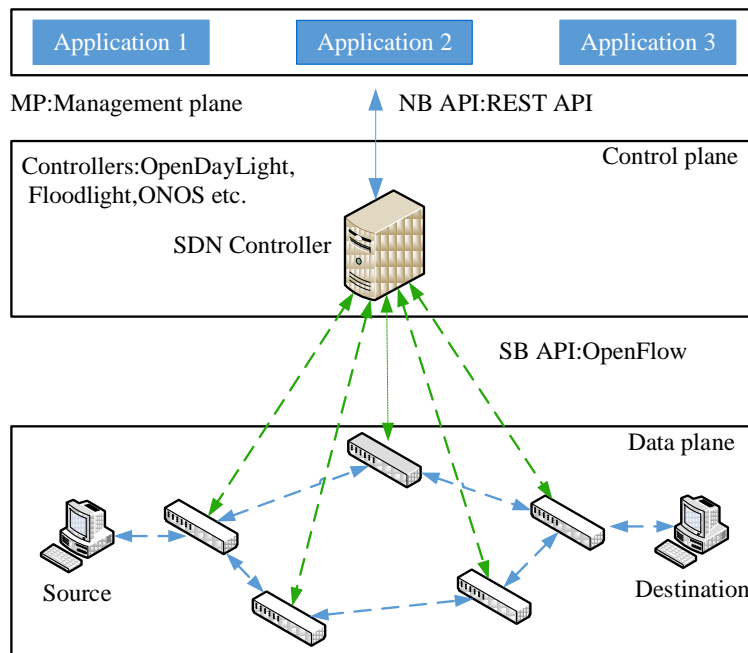 Application 1
Application 2
Application 3
MP:Management plane
NB API:REST API
Control plane
Controllers:OpenDayLight,
Floodlight,ONOS etc.
SDN Controller
SB API:OpenFlow
Data plane
Source
Destination